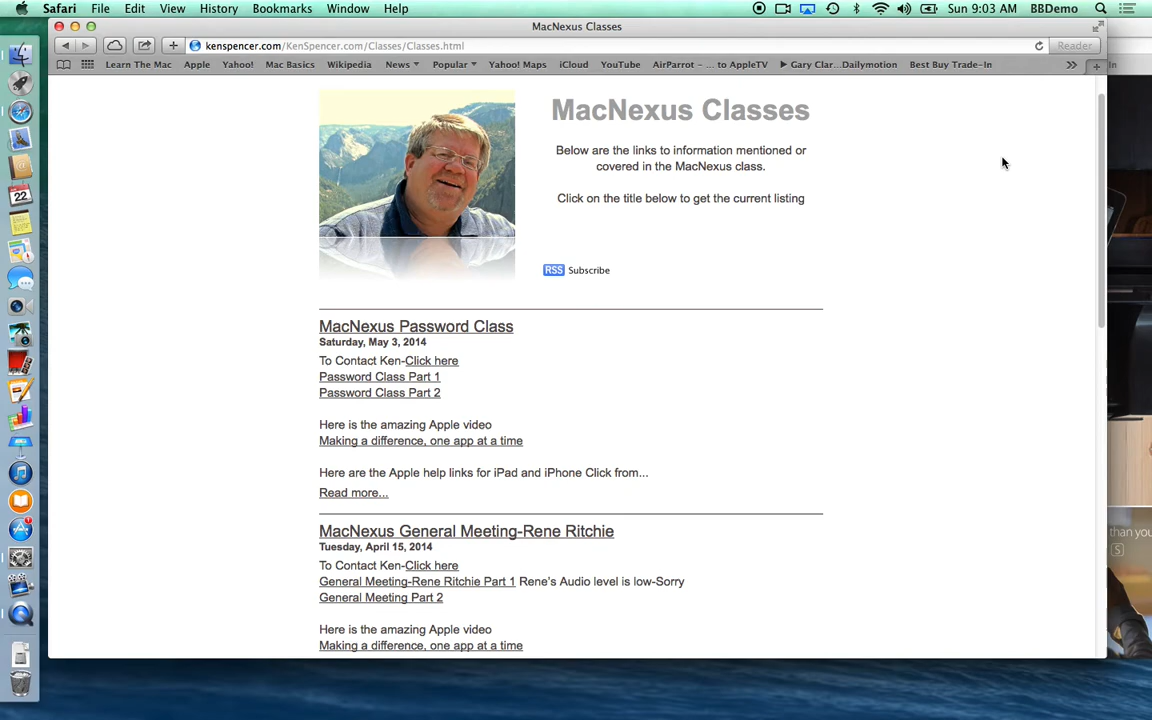 Safari File Edit View History Bookmarks Window Help Sun 9:03 AM BBDemo
MacNexus Classes
kenspencer.com/KenSpencer.com/Classes/Classes.html Reader
Learn The Mac Apple Yahoo! Mac Basics Wikipedia News Popular Yahoo! Maps iCloud YouTube AirParrot - ... to AppleTV Gary Clar...Dailymotion Best Buy Trade-In >> + In
MacNexus Classes
Below are the links to information mentioned or
covered in the MacNexus class.
Click on the title below to get the current listing
RSS Subscribe
MacNexus Password Class
Saturday, May 3, 2014
To Contact Ken-Click here
Password Class Part 1
Password Class Part 2
Here is the amazing Apple video
Making a difference, one app at a time
Here are the Apple help links for iPad and iPhone Click from...
Read more...
MacNexus General Meeting-Rene Ritchie
Tuesday, April 15, 2014
To Contact Ken-Click here
General Meeting-Rene Ritchie Part 1 Rene's Audio level is low-Sorry
General Meeting Part 2
Here is the amazing Apple video
Making a difference, one app at a time
22
than you
S